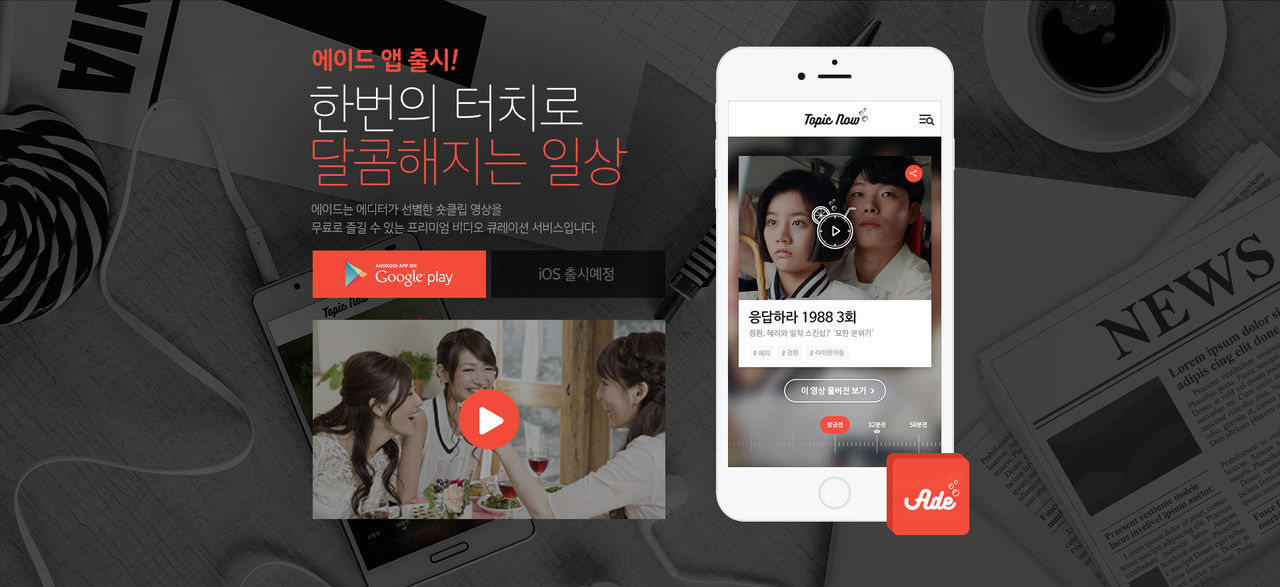 에이드 앱 출시!
한번의 터치로
달콤해지는 일상
에이드는 에디터가 선별한 숏클립 영상을
무료로 즐길 수 있는 프리미엄 비디오 큐레이션 서비스입니다.
ANDROID APP ON
Google play
iOS 출시예정
Topic Now
Topic Now
응답하라 1988 3회
정환, 혜리와 밀착 스킨십? '묘한 분위기'
# 혜리 # 정환 # 라미란아들
이 영상 풀버전 보기
방금전 32분전 58분전
Ade
NEWS
Lorem ipsum dolor s
adipis cing elit do
Praesent vestibulume molele
lacus invelivel ipsum auctor.